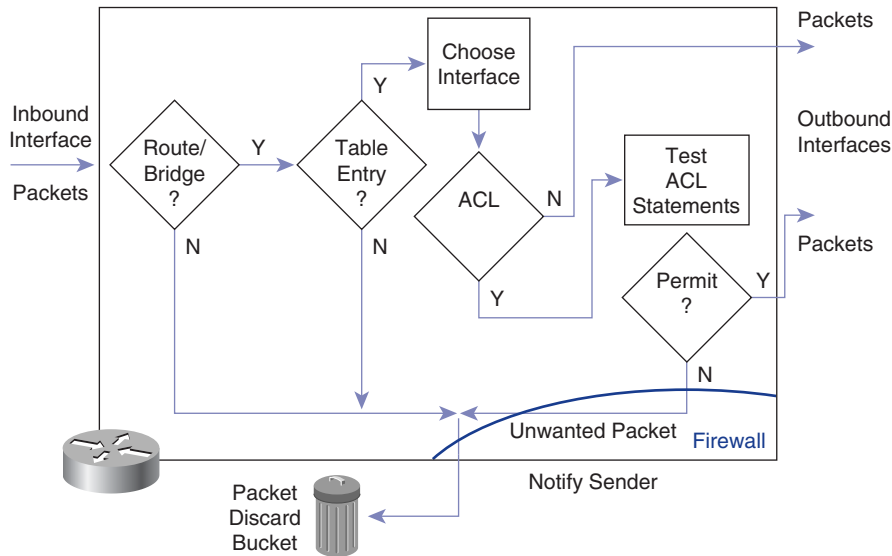 Inbound
Interface
Packets
Route/
Bridge
?
Y
N
Table
Entry
?
Y
N
Choose
Interface
ACL
N
Y
Test
ACL
Statements
Permit
?
Y
N
Packets
Outbound
Interfaces
Packets
Unwanted Packet
Firewall
Notify Sender
Packet
Discard
Bucket